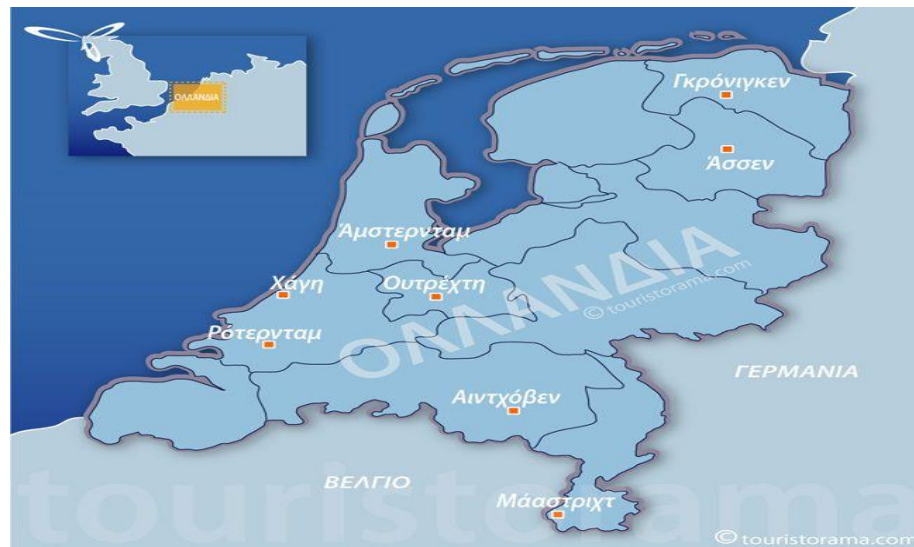 ΟΛΛΑΝΔΙΑ
Γκρόνιγκεν
Άσσεν
Άμστερνταμ
Χάγη
Ουτρέχτη
Ρότερνταμ
ΟΛΛΑΝΔΙΑ
© touristorama.com
ΓΕΡΜΑΝΙΑ
Αιντχόβεν
ΒΕΛΓΙΟ
Μάαστριχτ
touristorama
© touristorama.com